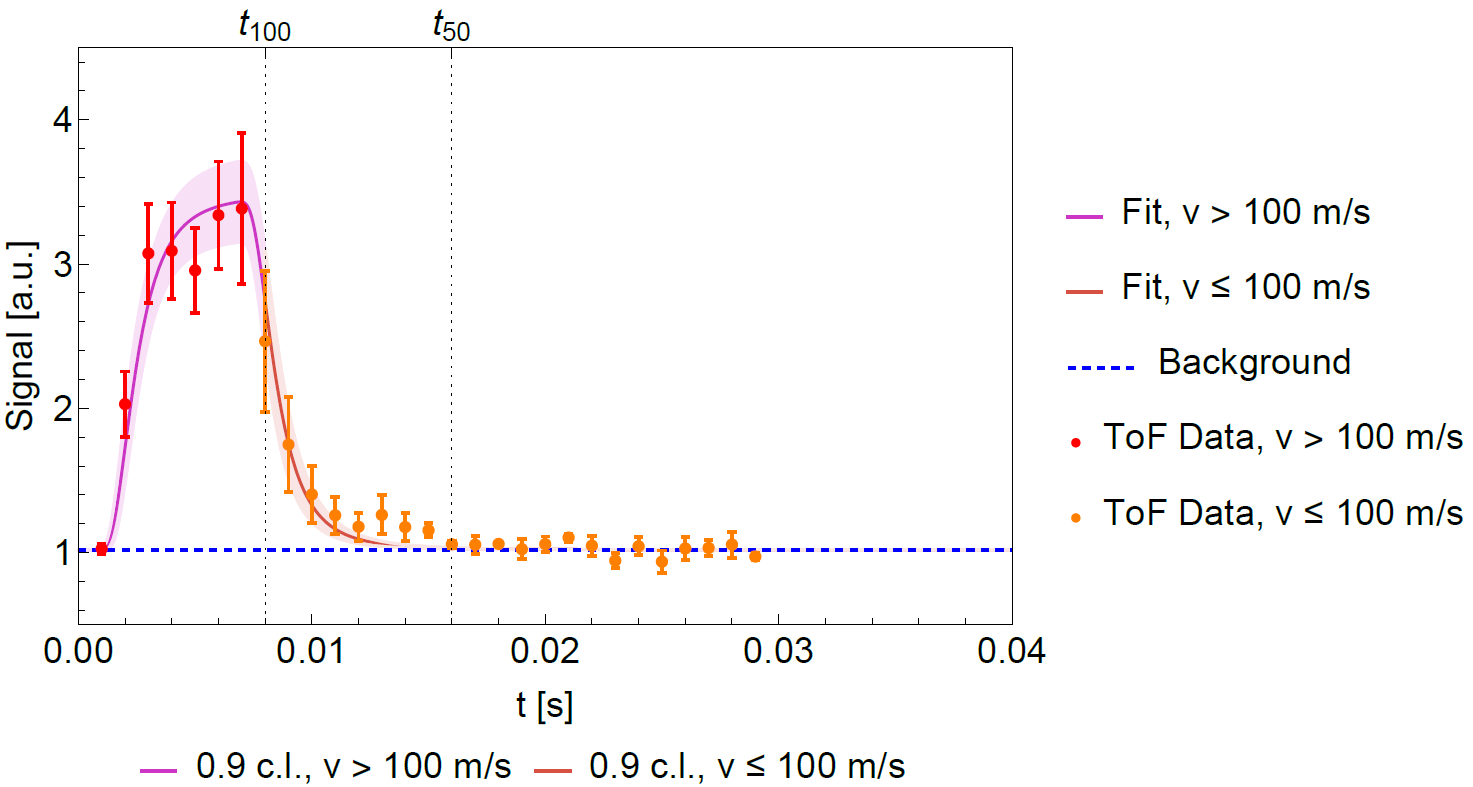 t100 t50
4
3
2
1
Signal [a.u.]
0.00 0.01 0.02 0.03 0.04
t [s]
Fit, v > 100 m/s
Fit, v ≤ 100 m/s
Background
ToF Data, v > 100 m/s
ToF Data, v ≤ 100 m/s
0.9 c.l., v > 100 m/s 0.9 c.l., v ≤ 100 m/s